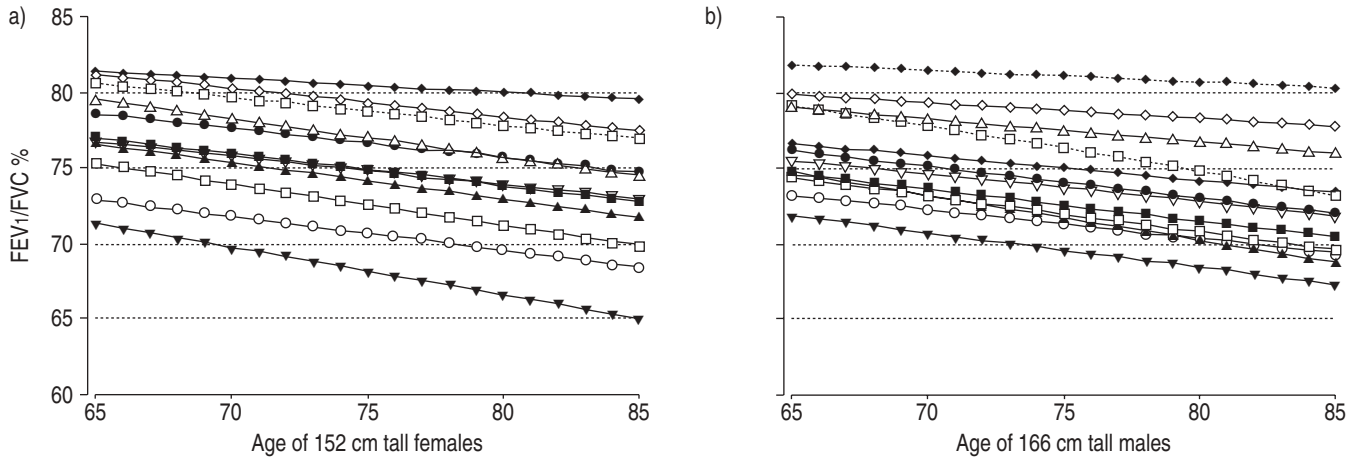 a)
b)
85
80
75
70
65
60
FEV1/FVC %
65 70 75 80 85
65 70 75 80 85
Age of 152 cm tall females
Age of 166 cm tall males